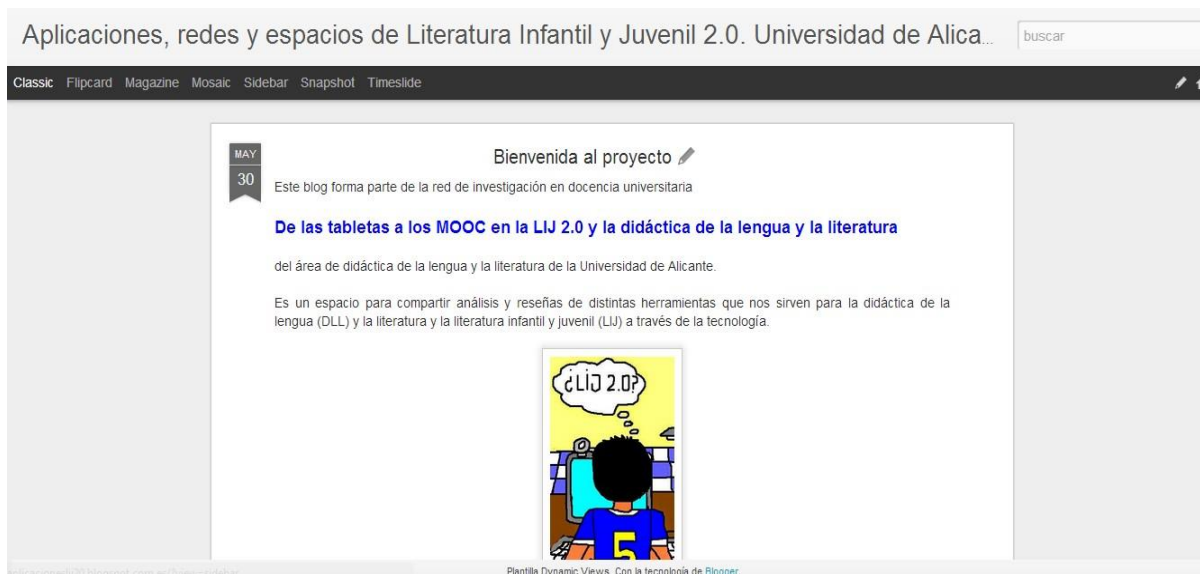 Aplicaciones, redes y espacios de Literatura Infantil y Juvenil 2.0. Universidad de Alica...
buscar
Classic Flipcard Magazine Mosaic Sidebar Snapshot Timeslide
MAY
30
Bienvenida al proyecto
Este blog forma parte de la red de investigación en docencia universitaria
De las tabletas a los MOOC en la LIJ 2.0 y la didáctica de la lengua y la literatura
del área de didáctica de la lengua y la literatura de la Universidad de Alicante.
Es un espacio para compartir análisis y reseñas de distintas herramientas que nos sirven para la didáctica de la
lengua (DLL) y la literatura y la literatura infantil y juvenil (LIJ) a través de la tecnología.
¿LIJ 2.0?
5
Plantilla Dynamic Views. Con la tecnología de Blogger.